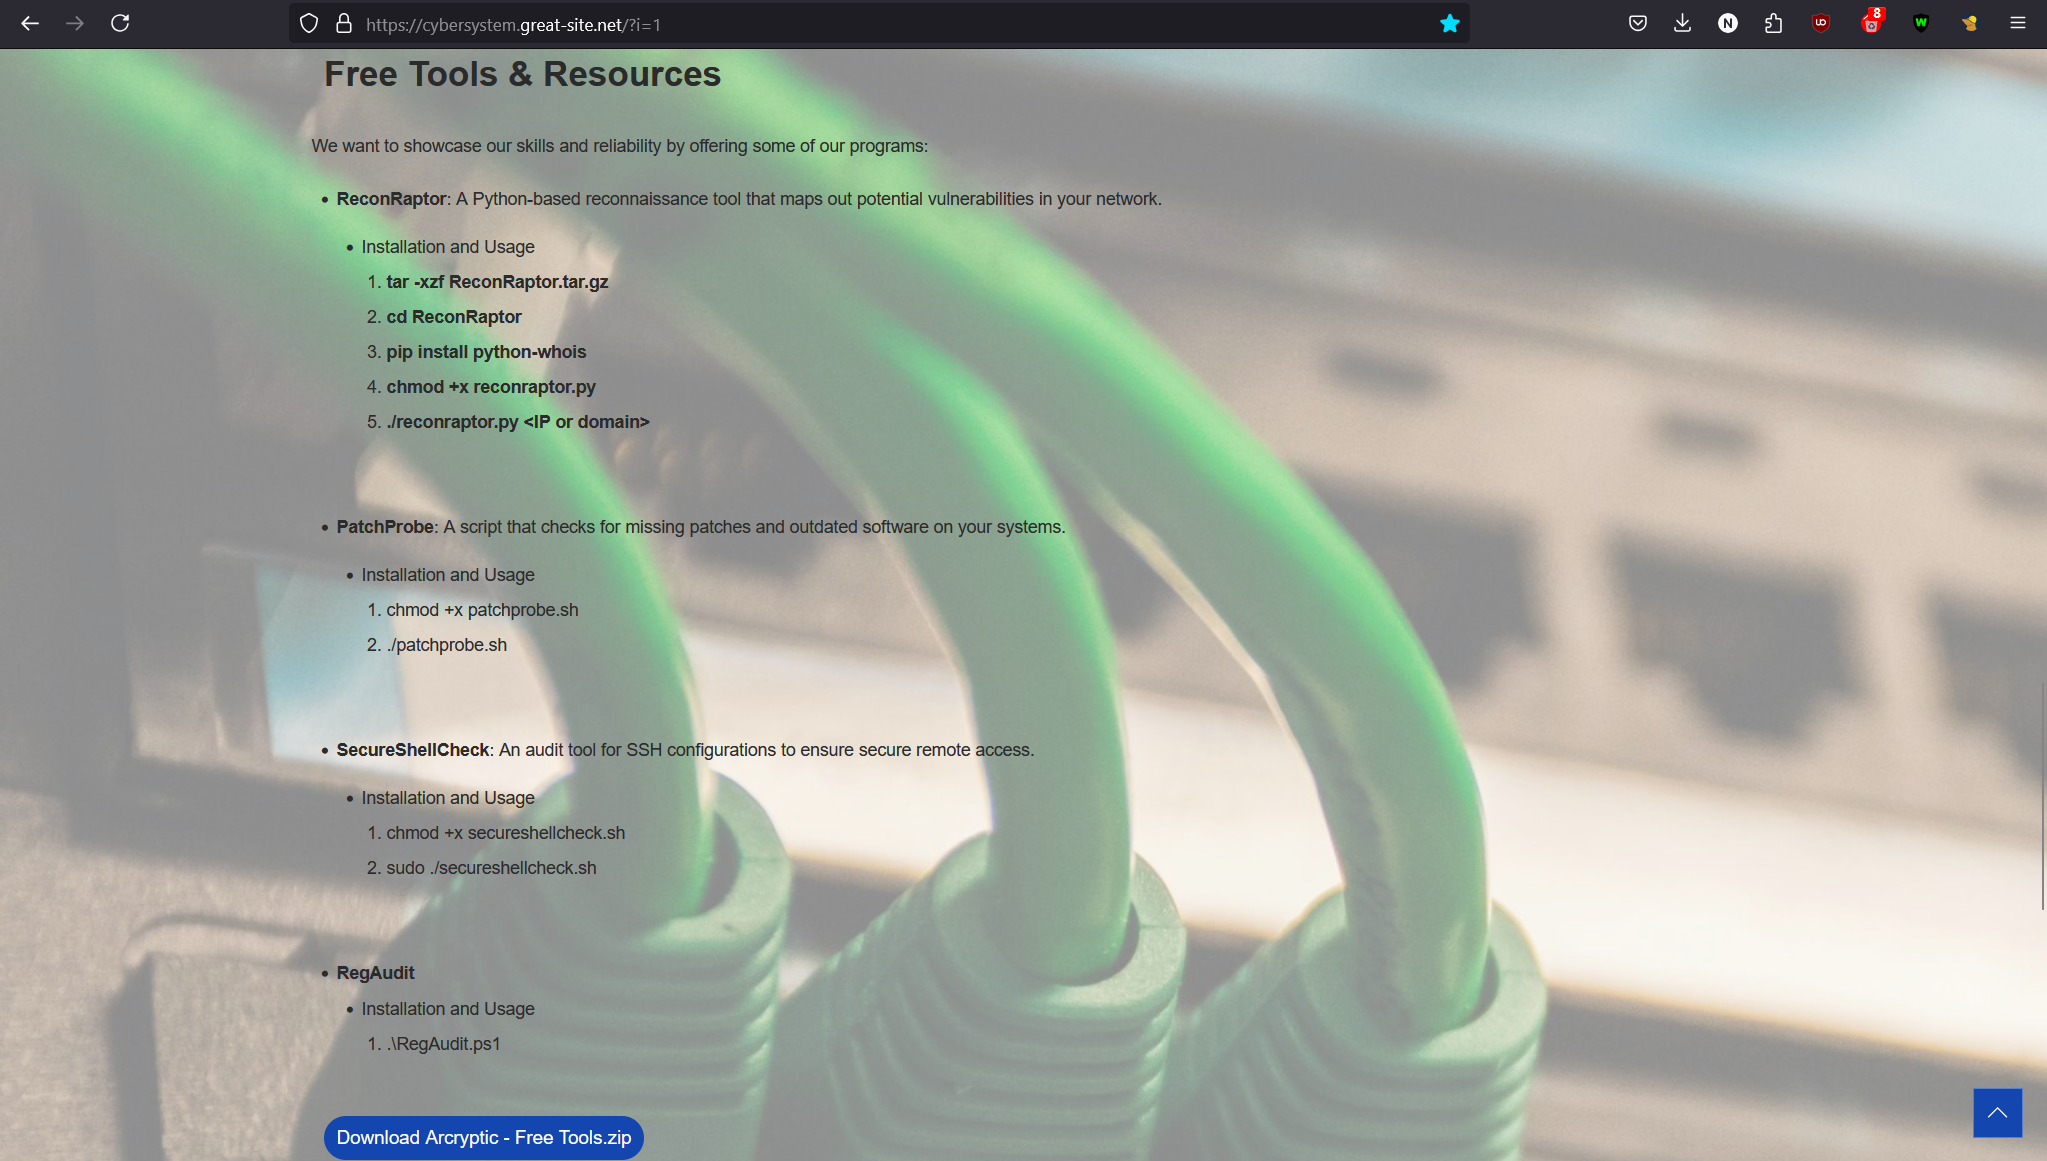 https://cybersystem.great-site.net/?i=1
N
8
W
Free Tools & Resources
We want to showcase our skills and reliability by offering some of our programs:
• ReconRaptor: A Python-based reconnaissance tool that maps out potential vulnerabilities in your network.
• Installation and Usage
1. tar -xzf ReconRaptor.tar.gz
2. cd ReconRaptor
3. pip install python-whois
4. chmod +x reconraptor.py
5. ./reconraptor.py <IP or domain>
• PatchProbe: A script that checks for missing patches and outdated software on your systems.
• Installation and Usage
1. chmod +x patchprobe.sh
2. ./patchprobe.sh
• SecureShellCheck: An audit tool for SSH configurations to ensure secure remote access.
• Installation and Usage
1. chmod +x secureshellcheck.sh
2. sudo ./secureshellcheck.sh
• RegAudit
• Installation and Usage
1. .\RegAudit.ps1
Download Arcryptic - Free Tools.zip